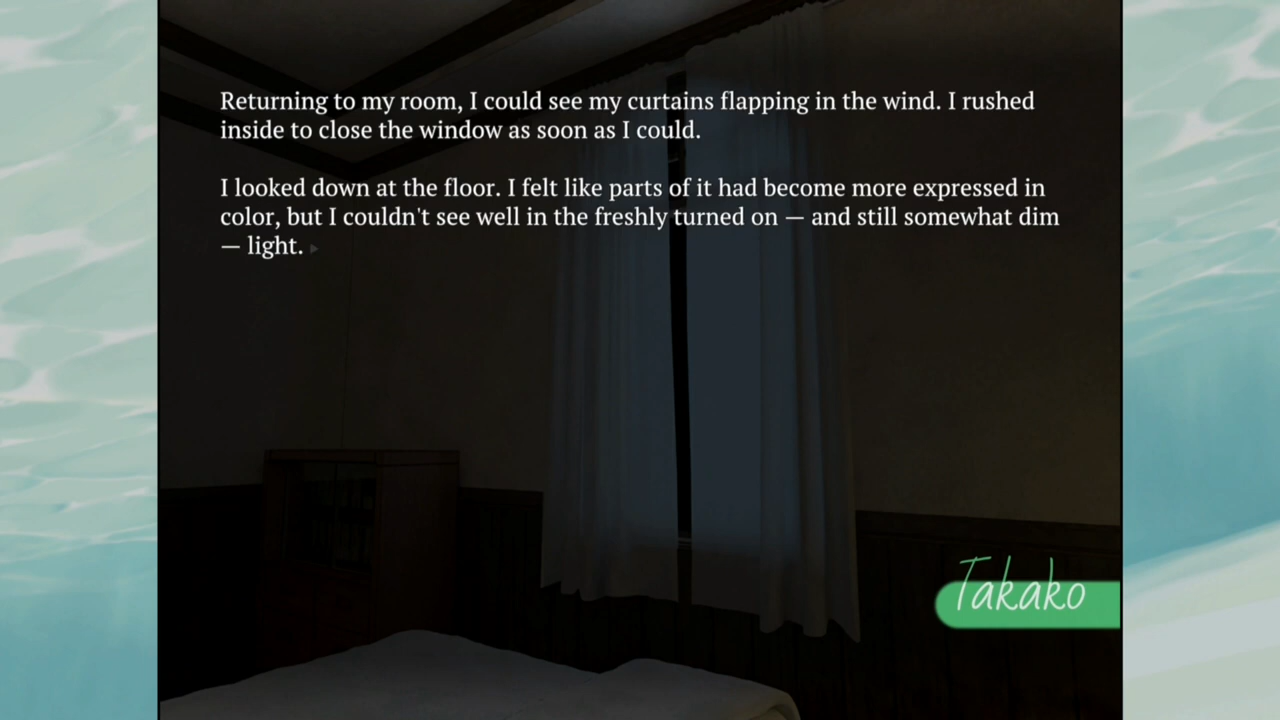 Returning to my room, I could see my curtains flapping in the wind. I rushed
inside to close the window as soon as I could.
I looked down at the floor. I felt like parts of it had become more expressed in
color, but I couldn't see well in the freshly turned on — and still somewhat dim
— light.
Takako